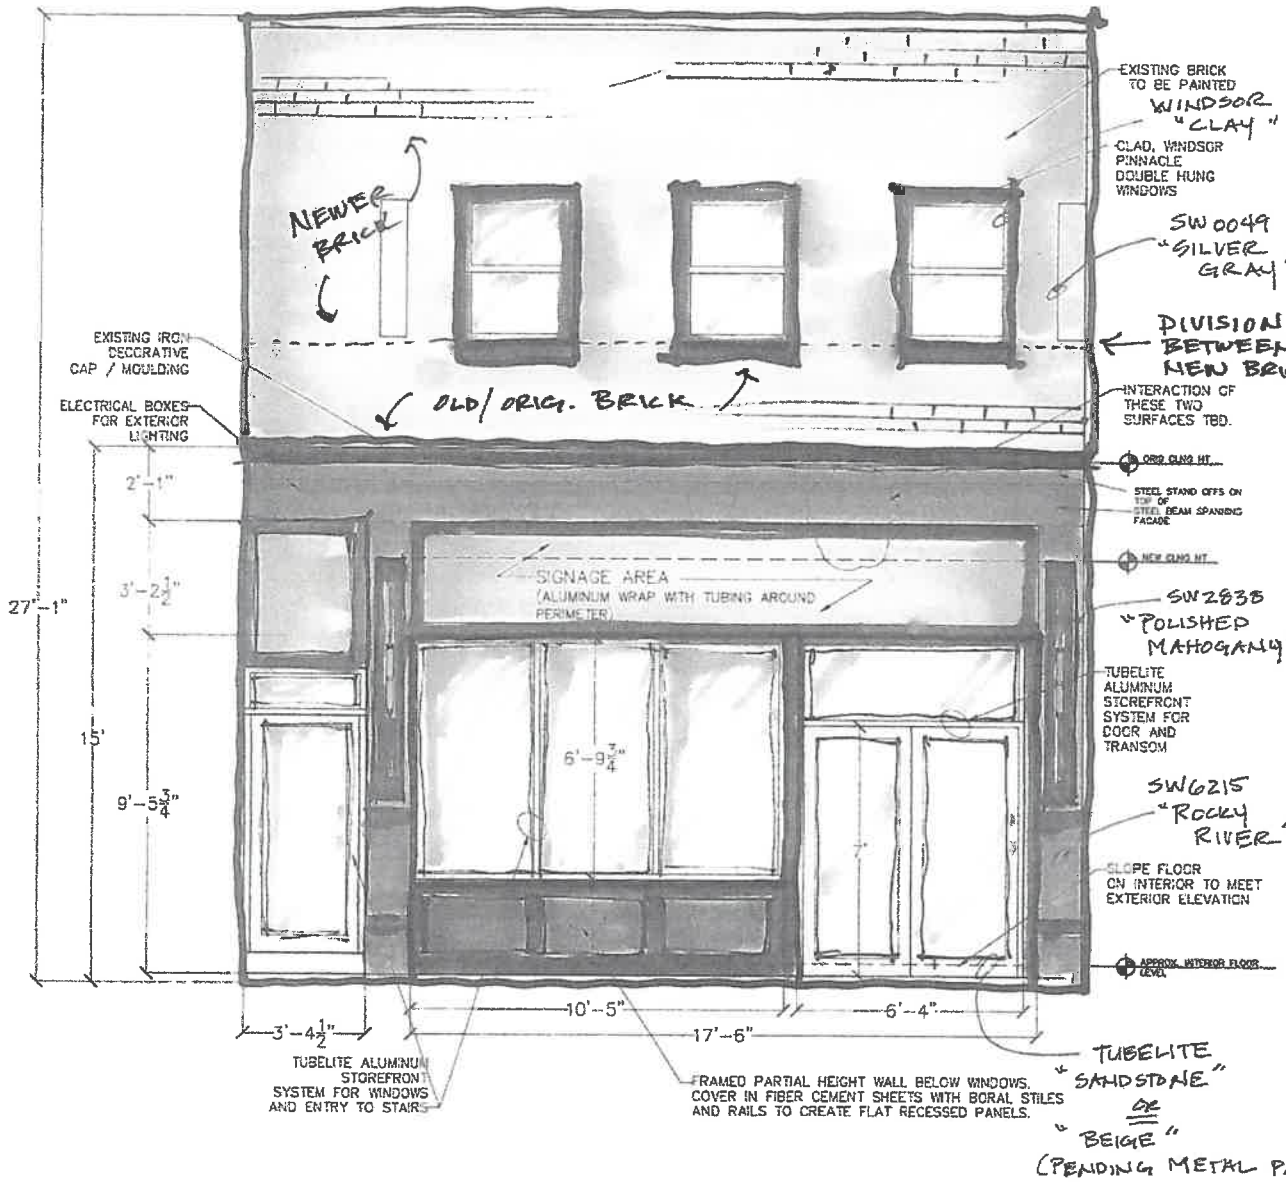 EXISTING BRICK
TO BE PAINTED
WINDSOR
"CLAY"
CLAD, WINDSOR
PINNACLE
DOUBLE HUNG
WINDOWS
NEWER
BRICK
SW0049
"SILVER
GRAY"
DIVISION
BETWEEN
NEW
EXISTING IRON
DECORATIVE
CAP / MOULDING
OLD/ORIG. BRICK
INTERACTION OF
THESE TWO
SURFACES TBD.
ELECTRICAL BOXES
FOR EXTERIOR
LIGHTING
ORIG CLNG HT
2'-1"
STEEL STAND OFFS ON
TOP OF
STEEL BEAM SPANNING
FACADE
NEW CLNG HT
SIGNAGE AREA
(ALUMINUM WRAP WITH TUBING AROUND
PERIMETER)
3'-2½"
27'-1"
SW2838
"POLISHED
MAHOGANY
TUBELITE
ALUMINUM
STOREFRONT
SYSTEM FOR
DOOR AND
TRANSOM
15'
6'-9¾"
9'-5¾"
7'
SW6215
"ROCKY
RIVER"
SLOPE FLOOR
ON INTERIOR TO MEET
EXTERIOR ELEVATION
APPROX. INTERIOR FLOOR
LEVEL
10'-5"
6'-4"
3'-4½"
17'-6"
TUBELITE ALUMINUM
STOREFRONT
SYSTEM FOR WINDOWS
AND ENTRY TO STAIRS
FRAMED PARTIAL HEIGHT WALL BELOW WINDOWS.
COVER IN FIBER CEMENT SHEETS WITH BORAL STILES
AND RAILS TO CREATE FLAT RECESSED PANELS.
TUBELITE
"SANDSTONE"
OR
"BEIGE"
(PENDING METAL